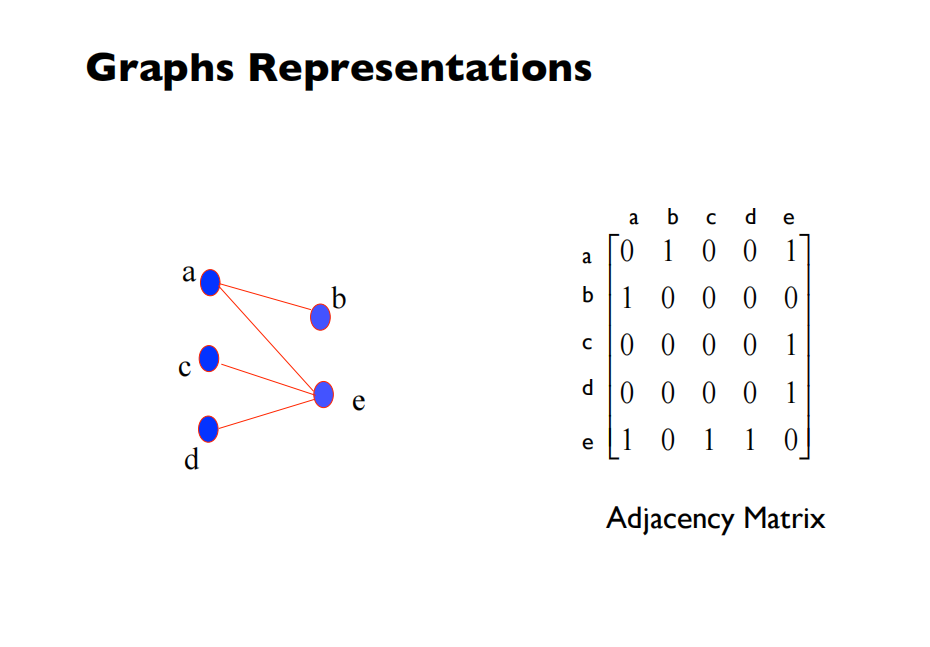 Graphs Representations
a
b
c
e
d
a b c d e
a 0 1 0 0 1
b 1 0 0 0 0
c 0 0 0 0 1
d 0 0 0 0 1
e 1 0 1 1 0
Adjacency Matrix